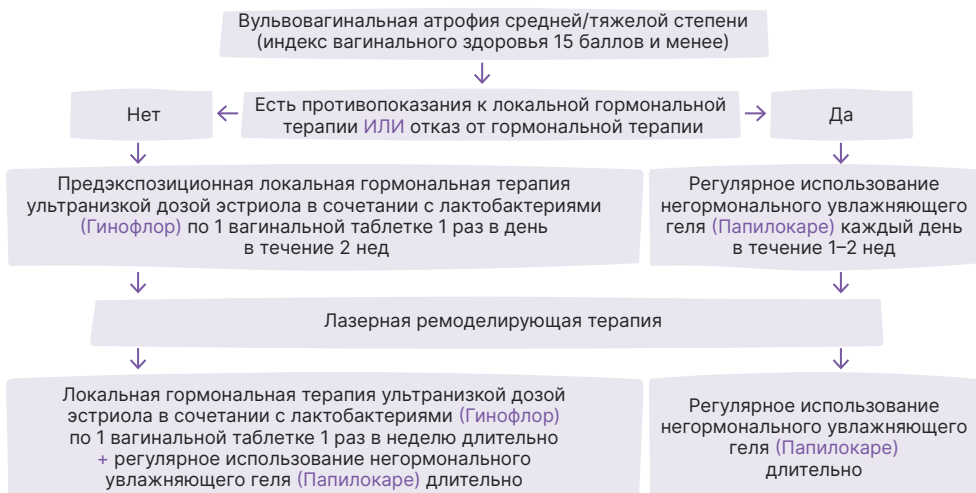 Вульвовагинальная атрофия средней/тяжелой степени
(индекс вагинального здоровья 15 баллов и менее)
Нет
Есть противопоказания к локальной гормональной
терапии ИЛИ отказ от гормональной терапии
Да
Предэкспозиционная локальная гормональная терапия
ультранизкой дозой эстриола в сочетании с лактобактериями
(Гинофлор) по 1 вагинальной таблетке 1 раз в день
в течение 2 нед
Регулярное использование
негормонального увлажняющего
геля (Папилокаре) каждый день
в течение 1–2 нед
Лазерная ремоделирующая терапия
Локальная гормональная терапия ультранизкой дозой
эстриола в сочетании с лактобактериями (Гинофлор)
по 1 вагинальной таблетке 1 раз в неделю длительно
+ регулярное использование негормонального
увлажняющего геля (Папилокаре) длительно
Регулярное использование
негормонального увлажняющего
геля (Папилокаре)
длительно